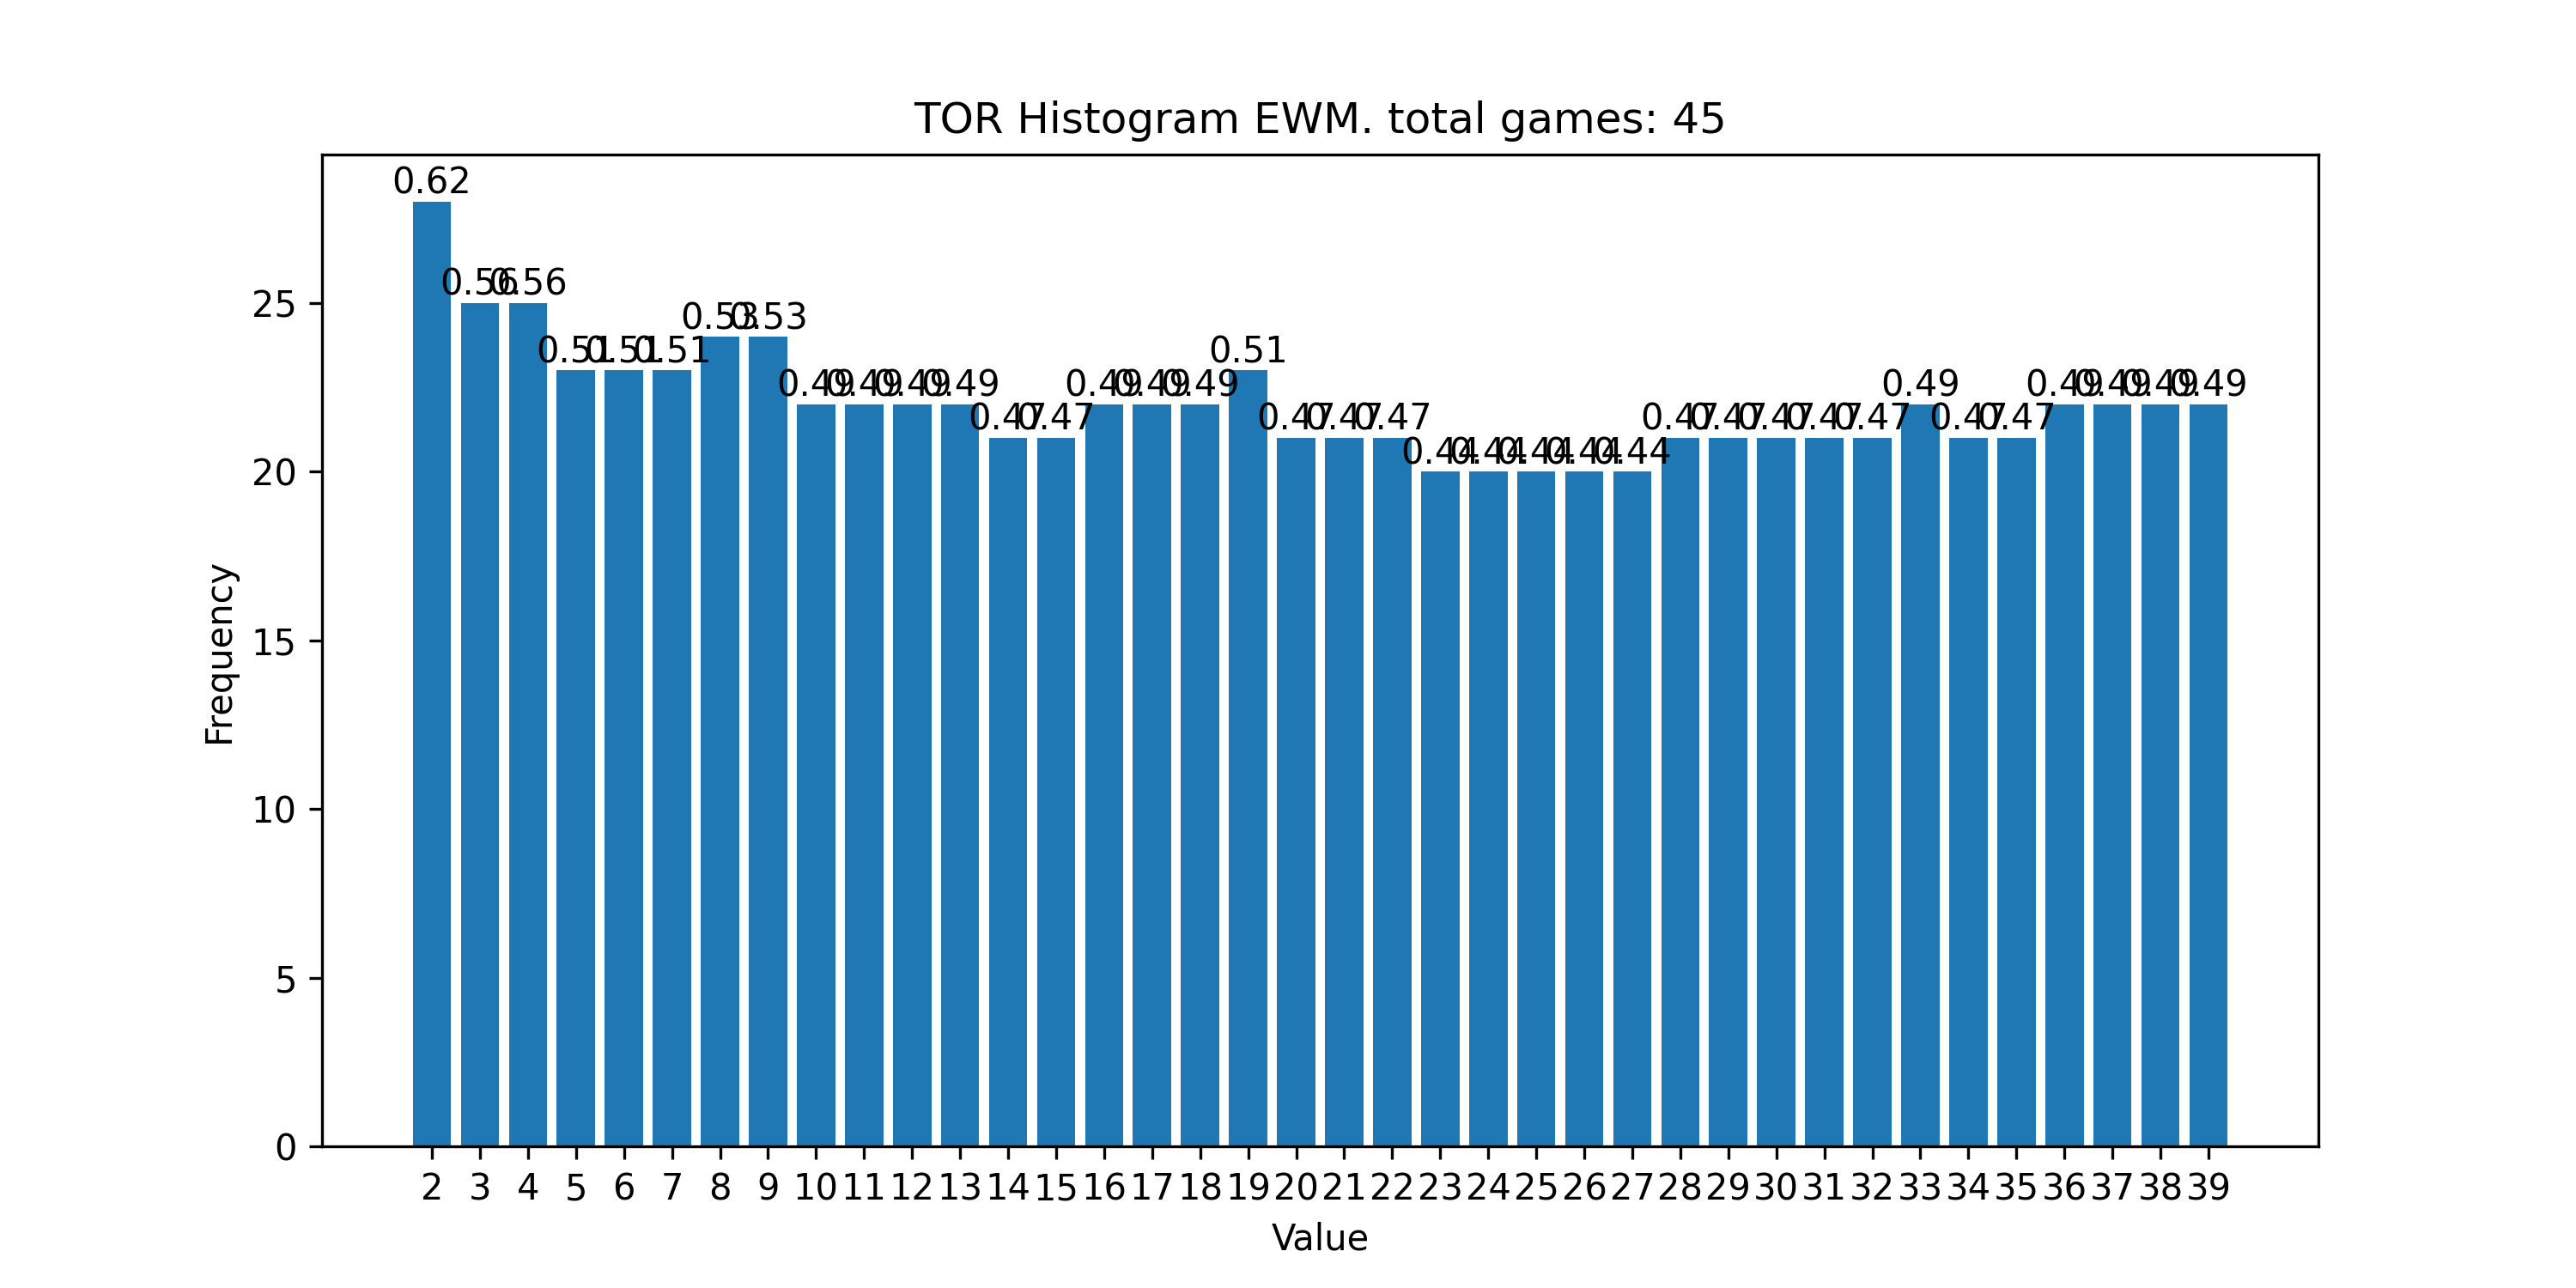 TOR Histogram EWM. total games: 45
0.62
0.56 0.56
0.51 0.51 0.51 0.53 0.53 0.49 0.49 0.49 0.49 0.47 0.47 0.49 0.49 0.49 0.51 0.47 0.47 0.47 0.44 0.44 0.44 0.44 0.44 0.47 0.47 0.47 0.47 0.47 0.49 0.47 0.47 0.49 0.49 0.49 0.49
25
20
15
10
5
0
Frequency
2 3 4 5 6 7 8 9 10 11 12 13 14 15 16 17 18 19 20 21 22 23 24 25 26 27 28 29 30 31 32 33 34 35 36 37 38 39
Value